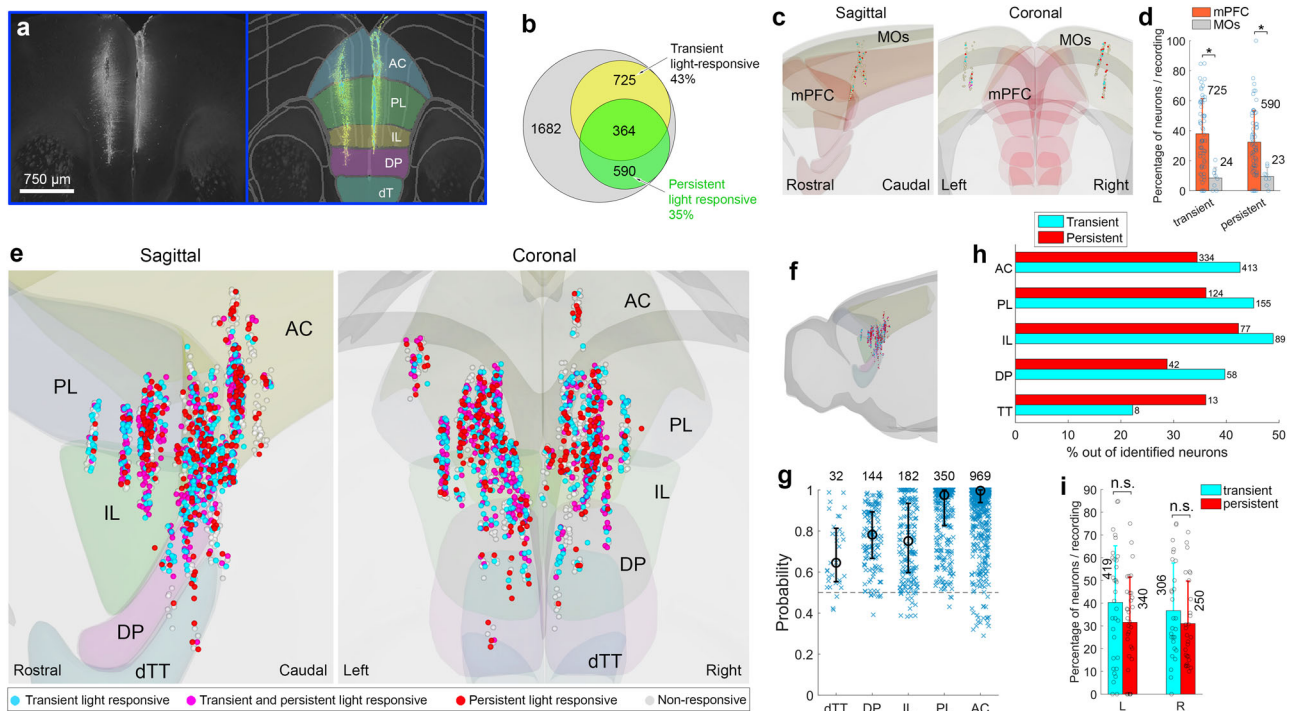 a
750 µm
AC
PL
IL
DP
dT
b
725
364
590
1682
Transient
light-responsive
43%
Persistent
light responsive
35%
c
Sagittal
Coronal
MOs
mPFC
Rostral
Caudal
MOs
mPFC
Left
Right
d
mPFC
MOs
Percentage of neurons / recording
100
80
60
40
20
0
*
*
725
24
590
23
transient
persistent
e
Sagittal
Coronal
AC
PL
IL
DP
dTT
Rostral
Caudal
AC
PL
IL
DP
dTT
Left
Right
Transient light responsive
Transient and persistent light responsive
Persistent light responsive
Non-responsive
f
g
32
144
182
350
969
Probability
1
0.8
0.6
0.4
0.2
0
dTT
DP
IL
PL
AC
h
Transient
Persistent
AC
334
413
PL
124
155
IL
77
89
DP
42
58
TT
13
8
0
10
20
30
40
50
% out of identified neurons
i
transient
persistent
n.s.
n.s.
Percentage of neurons / recording
90
80
70
60
50
40
30
20
10
0
419
340
306
250
L
R